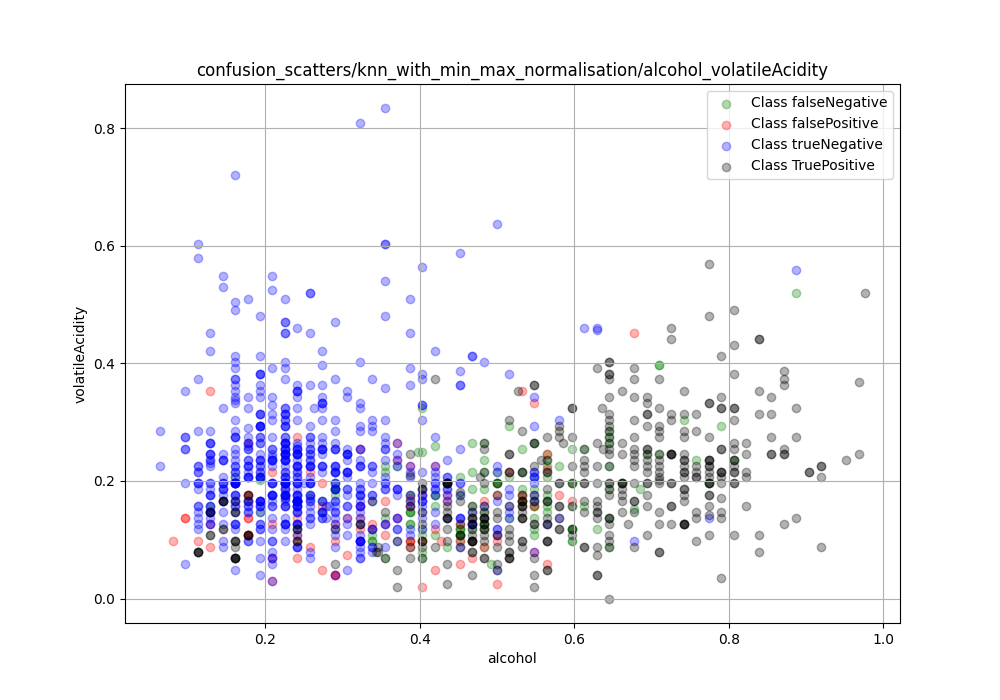 confusion_scatters/knn_with_min_max_normalisation/alcohol_volatileAcidity
Class falseNegative
Class falsePositive
Class trueNegative
Class TruePositive
0.8
0.6
0.4
0.2
0.0
volatileAcidity
0.2 0.4 0.6 0.8 1.0
alcohol